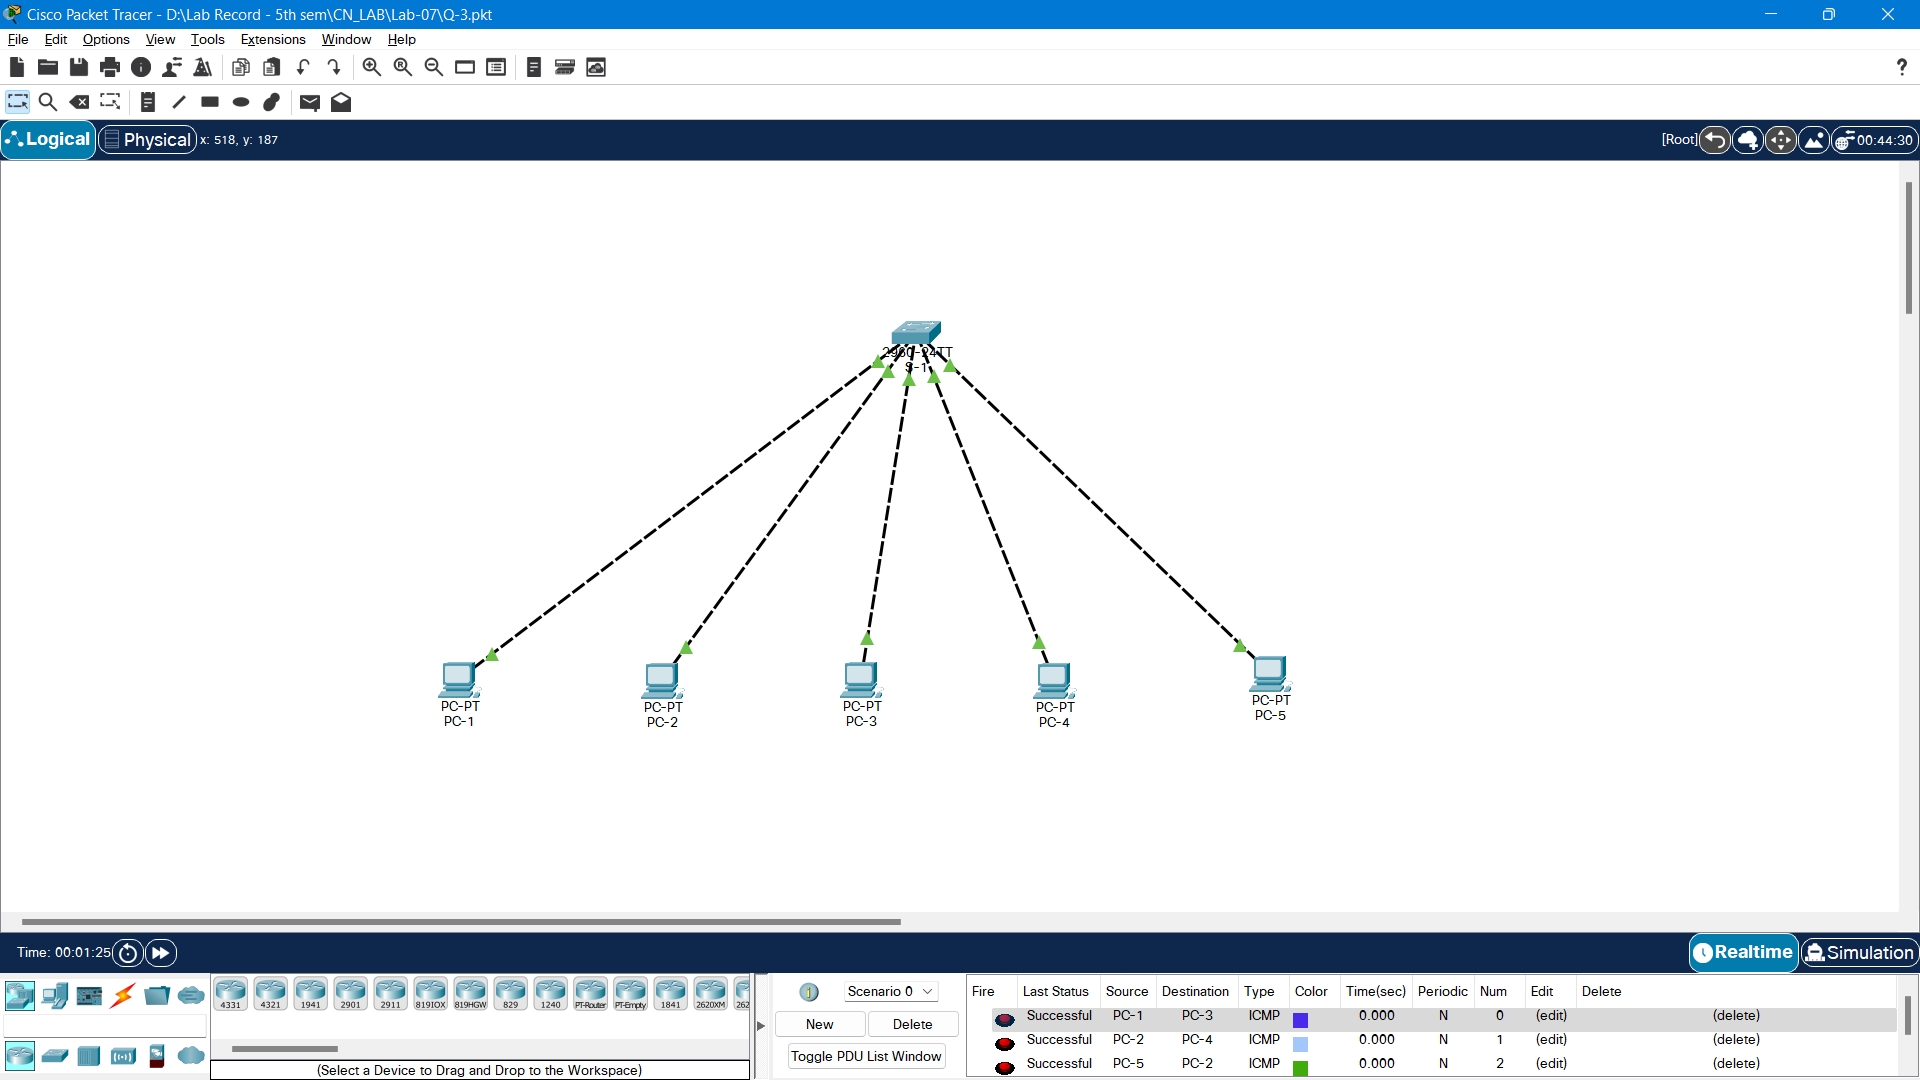 Cisco Packet Tracer - D:\Lab Record - 5th sem\CN_LAB\Lab-07\Q-3.pkt
File Edit Options View Tools Extensions Window Help
Logical Physical x: 518, y: 187 [Root] 00:44:30
2960-24TT
S-1
PC-PT
PC-1
PC-PT
PC-2
PC-PT
PC-3
PC-PT
PC-4
PC-PT
PC-5
Time: 00:01:25 Realtime Simulation
4331 4321 1941 2901 2911 819IOX 819HGW 829 1240 PT-Router PT-Empty 1841 2620XM 262
(Select a Device to Drag and Drop to the Workspace)
Scenario 0
New Delete
Toggle PDU List Window
Fire Last Status Source Destination Type Color Time(sec) Periodic Num Edit Delete
Successful PC-1 PC-3 ICMP 0.000 N 0 (edit) (delete)
Successful PC-2 PC-4 ICMP 0.000 N 1 (edit) (delete)
Successful PC-5 PC-2 ICMP 0.000 N 2 (edit) (delete)